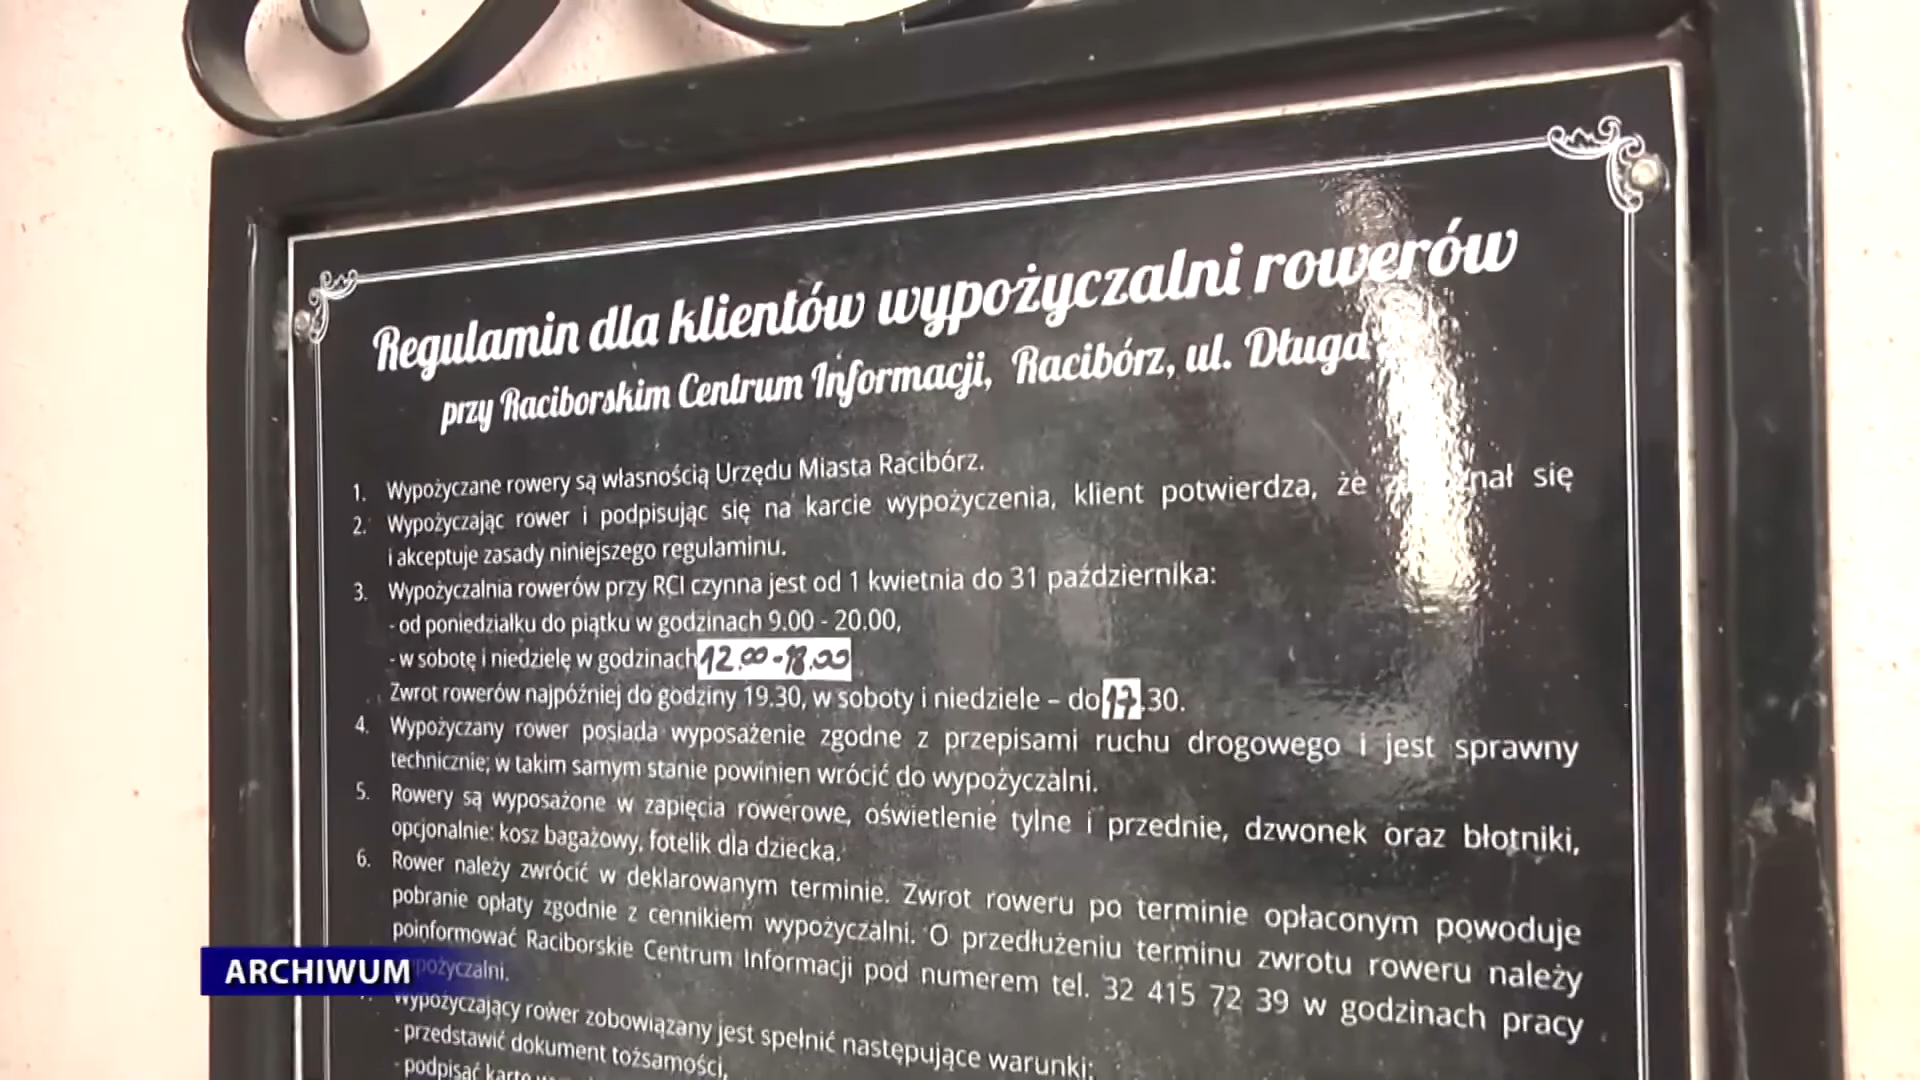 Regulamin dla klientów wypożyczalni rowerów
przy Raciborskim Centrum Informacji, Racibórz, ul. Długa
1. Wypożyczane rowery są własnością Urzędu Miasta Racibórz.
2. Wypożyczając rower i podpisując się na karcie wypożyczenia, klient potwierdza, że się
i akceptuje zasady niniejszego regulaminu.
3. Wypożyczalnia rowerów przy RCI czynna jest od 1 kwietnia do 31 października:
- od poniedziałku do piątku w godzinach 9.00 - 20.00,
- w sobotę i niedzielę w godzinach 12.00-18.00
Zwrot rowerów najpóźniej do godziny 19.30, w soboty i niedziele – do 17.30.
4. Wypożyczany rower posiada wyposażenie zgodne z przepisami ruchu drogowego i jest sprawny
technicznie; w takim samym stanie powinien wrócić do wypożyczalni.
5. Rowery są wyposażone w zapięcia rowerowe, oświetlenie tylne i przednie, dzwonek oraz błotniki,
opcjonalnie: kosz bagażowy, fotelik dla dziecka.
6. Rower należy zwrócić w deklarowanym terminie. Zwrot roweru po terminie opłaconym powoduje
pobranie opłaty zgodnie z cennikiem wypożyczalni. O przedłużeniu terminu zwrotu roweru należy
poinformować Raciborskie Centrum Informacji pod numerem tel. 32 415 72 39 w godzinach pracy
ARCHIWUM
Wypożyczający rower zobowiązany jest spełnić następujące warunki:
- przedstawić dokument tożsamości,
- podpisać